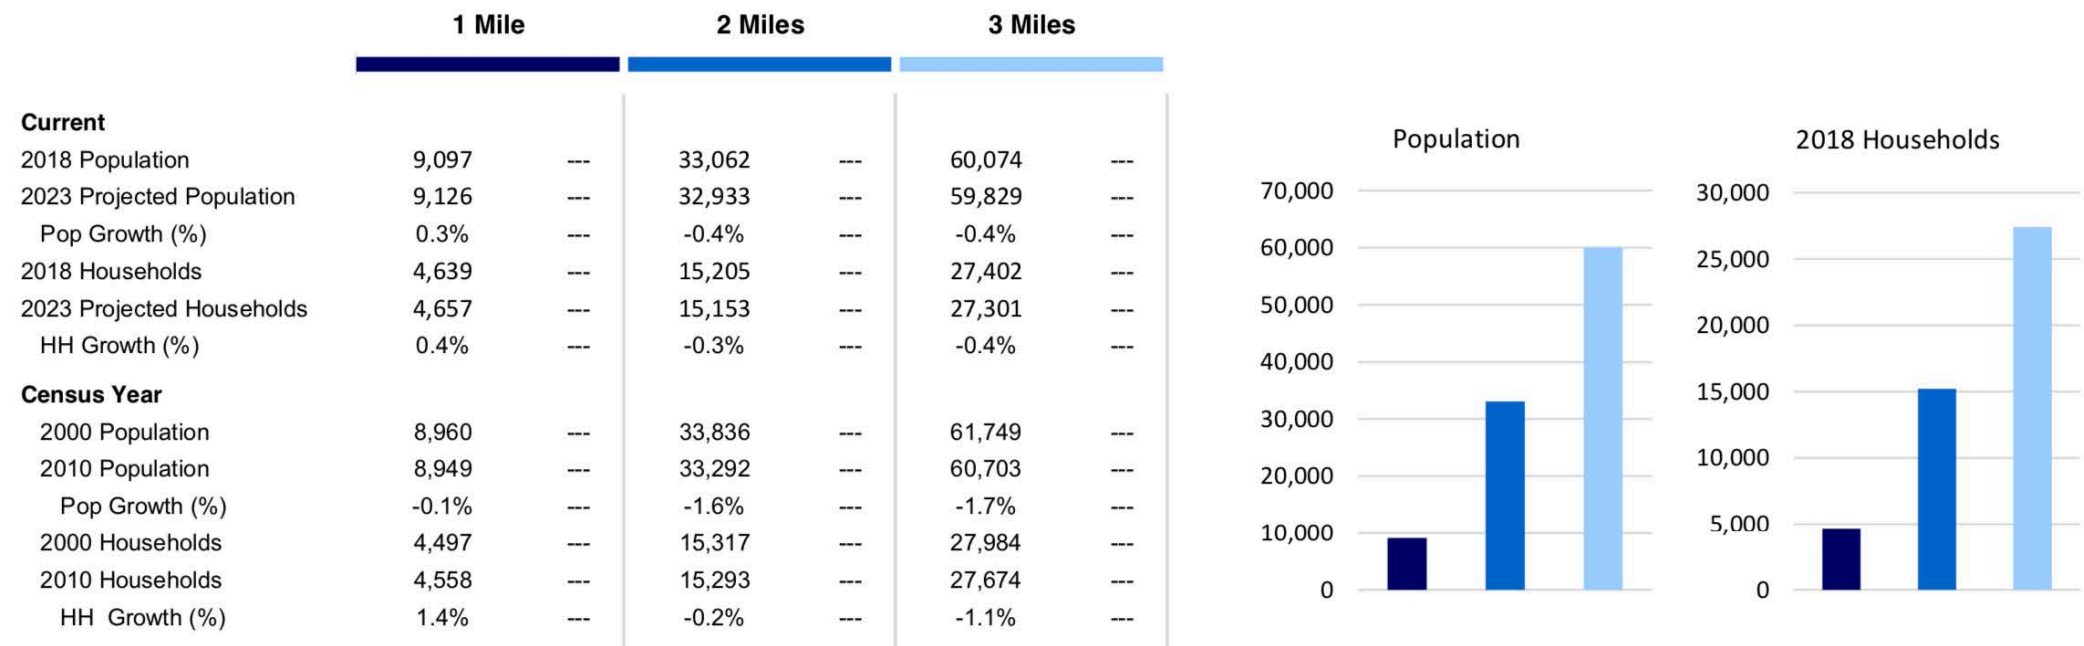 1 Mile 2 Miles 3 Miles
Current
2018 Population 9,097 --- 33,062 --- 60,074 ---
2023 Projected Population 9,126 --- 32,933 --- 59,829 ---
Pop Growth (%) 0.3% --- -0.4% --- -0.4% ---
2018 Households 4,639 --- 15,205 --- 27,402 ---
2023 Projected Households 4,657 --- 15,153 --- 27,301 ---
HH Growth (%) 0.4% --- -0.3% --- -0.4% ---
Census Year
2000 Population 8,960 --- 33,836 --- 61,749 ---
2010 Population 8,949 --- 33,292 --- 60,703 ---
Pop Growth (%) -0.1% --- -1.6% --- -1.7% ---
2000 Households 4,497 --- 15,317 --- 27,984 ---
2010 Households 4,558 --- 15,293 --- 27,674 ---
HH Growth (%) 1.4% --- -0.2% --- -1.1% ---
Population
70,000
60,000
50,000
40,000
30,000
20,000
10,000
0
2018 Households
30,000
25,000
20,000
15,000
10,000
5,000
0